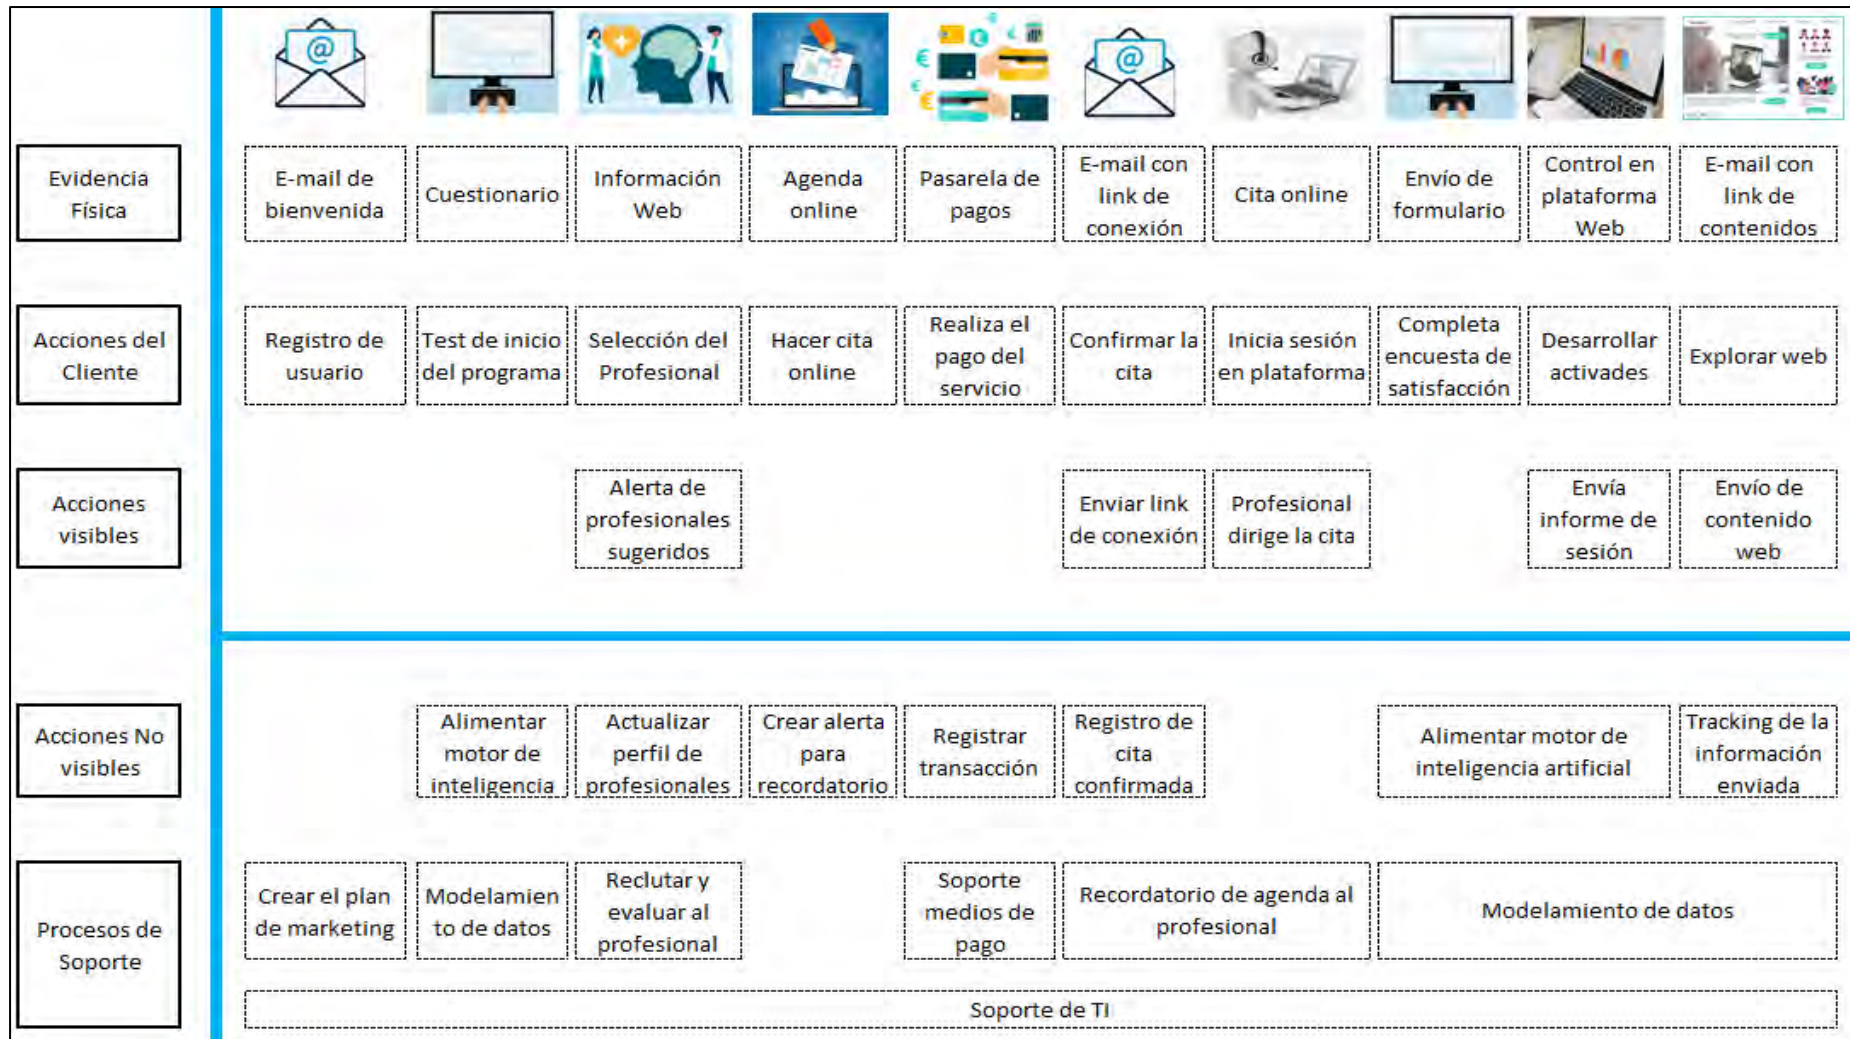 @
@
Evidencia
Física
E-mail de
bienvenida
Cuestionario
Información
Web
Agenda
online
Pasarela de
pagos
E-mail con
link de
conexión
Cita online
Envío de
formulario
Control en
plataforma
Web
E-mail con
link de
contenidos
Acciones del
Cliente
Registro de
usuario
Test de inicio
del programa
Selección del
Profesional
Hacer cita
online
Realiza el
pago del
servicio
Confirmar la
cita
Inicia sesión
en plataforma
Completa
encuesta de
satisfacción
Desarrollar
activades
Explorar web
Acciones
visibles
Alerta de
profesionales
sugeridos
Enviar link
de conexión
Profesional
dirige la cita
Envía
informe de
sesión
Envío de
contenido
web
Acciones No
visibles
Alimentar
motor de
inteligencia
Actualizar
perfil de
profesionales
Crear alerta
para
recordatorio
Registrar
transacción
Registro de
cita
confirmada
Alimentar motor de
inteligencia artificial
Tracking de la
información
enviada
Procesos de
Soporte
Crear el plan
de marketing
Modelamien
to de datos
Reclutar y
evaluar al
profesional
Soporte
medios de
pago
Recordatorio de agenda al
profesional
Modelamiento de datos
Soporte de TI